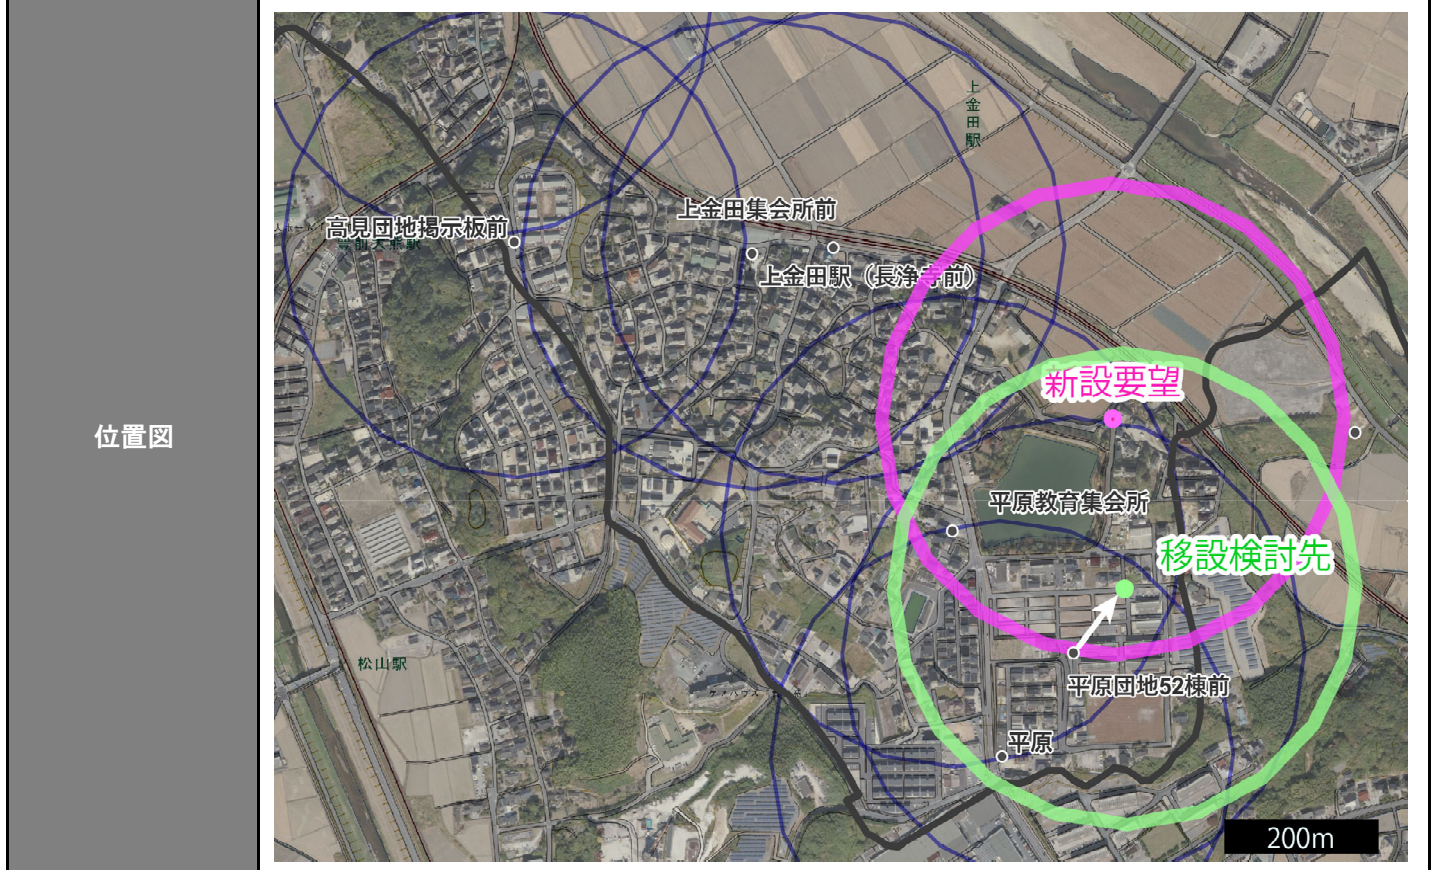 位置図
上金田駅
上金田集会所前
高見団地掲示板前
上金田駅（長浄寺前）
新設要望
平原教育集会所
移設検討先
松山駅
平原団地52棟前
平原
200m